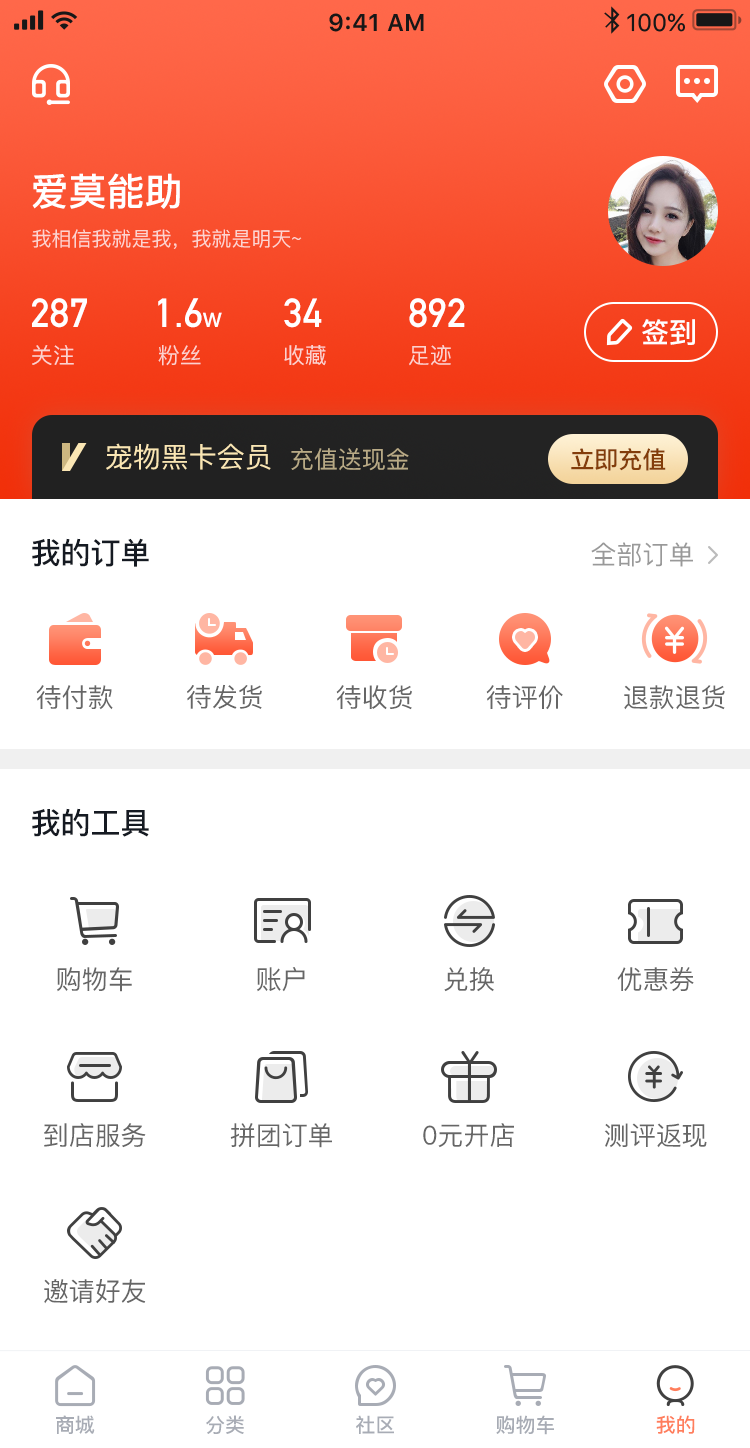 9:41 AM
100%
爱莫能助
我相信我就是我，我就是明天~
287 1.6w 34 892
关注 粉丝 收藏 足迹
签到
宠物黑卡会员 充值送现金 立即充值
我的订单 全部订单
待付款 待发货 待收货 待评价 退款退货
我的工具
购物车 账户 兑换 优惠券
到店服务 拼团订单 0元开店 测评返现
邀请好友
商城 分类 社区 购物车 我的